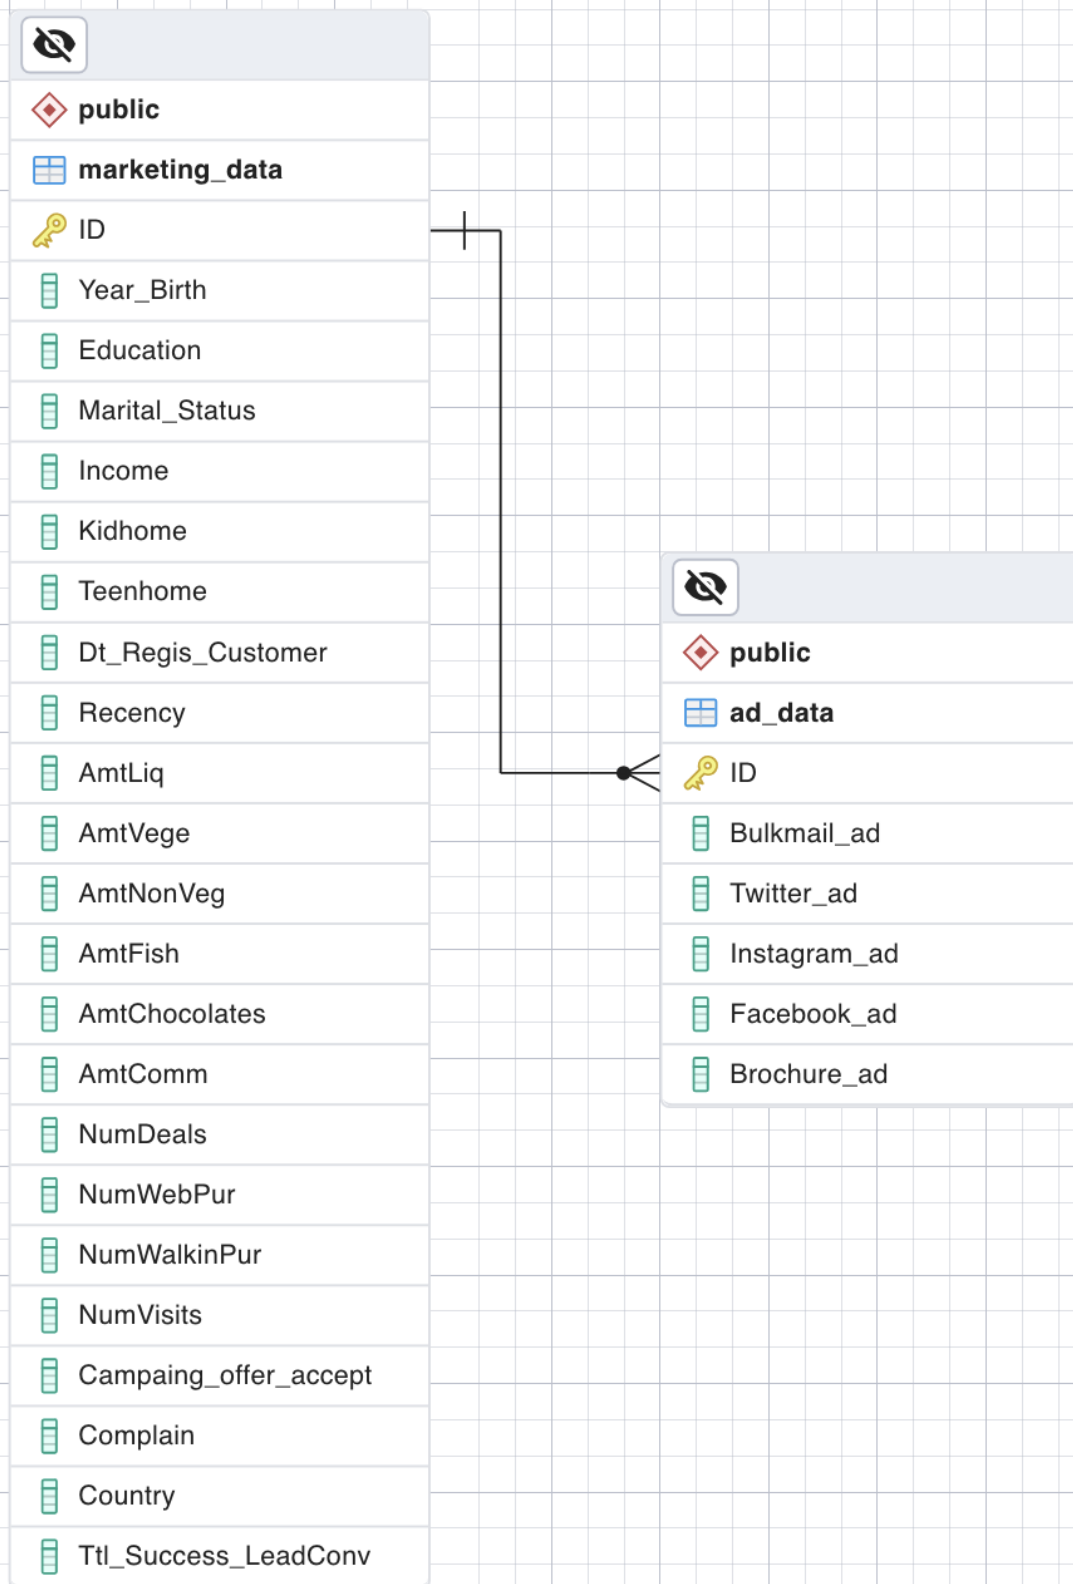 public
marketing_data
ID
Year_Birth
Education
Marital_Status
Income
Kidhome
Teenhome
Dt_Regis_Customer
Recency
AmtLiq
AmtVege
AmtNonVeg
AmtFish
AmtChocolates
AmtComm
NumDeals
NumWebPur
NumWalkinPur
NumVisits
Campaing_offer_accept
Complain
Country
Ttl_Success_LeadConv
public
ad_data
ID
Bulkmail_ad
Twitter_ad
Instagram_ad
Facebook_ad
Brochure_ad